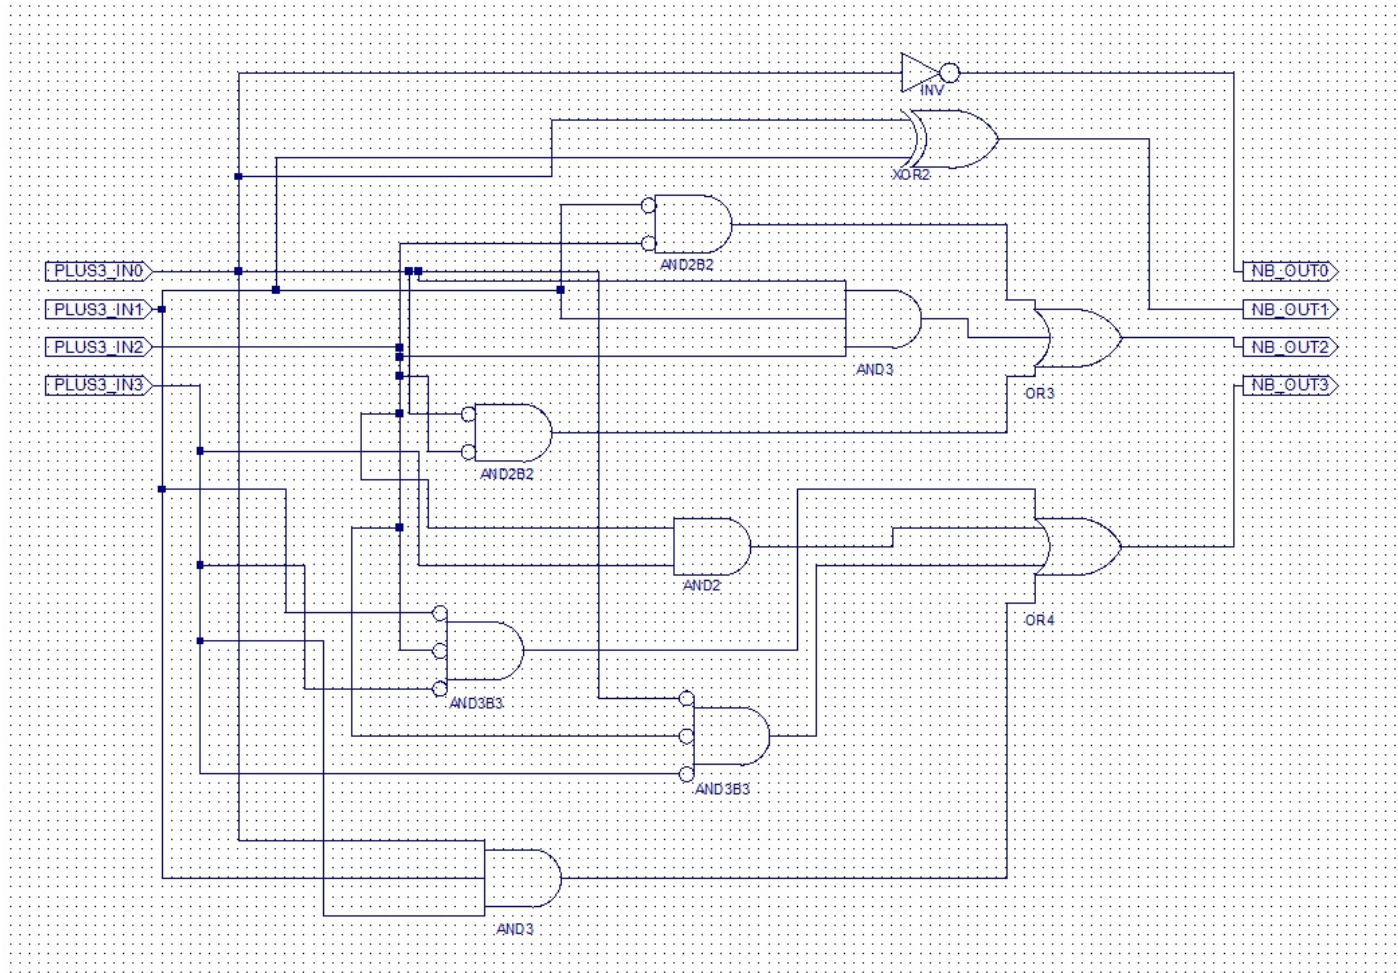 INV
XOR2
AND2B2
PLUS3_IN0
NB_OUT0
PLUS3_IN1
NB_OUT1
PLUS3_IN2
NB_OUT2
AND3
PLUS3_IN3
NB_OUT3
OR3
AND2B2
AND2
OR4
AND3B3
AND3B3
AND3